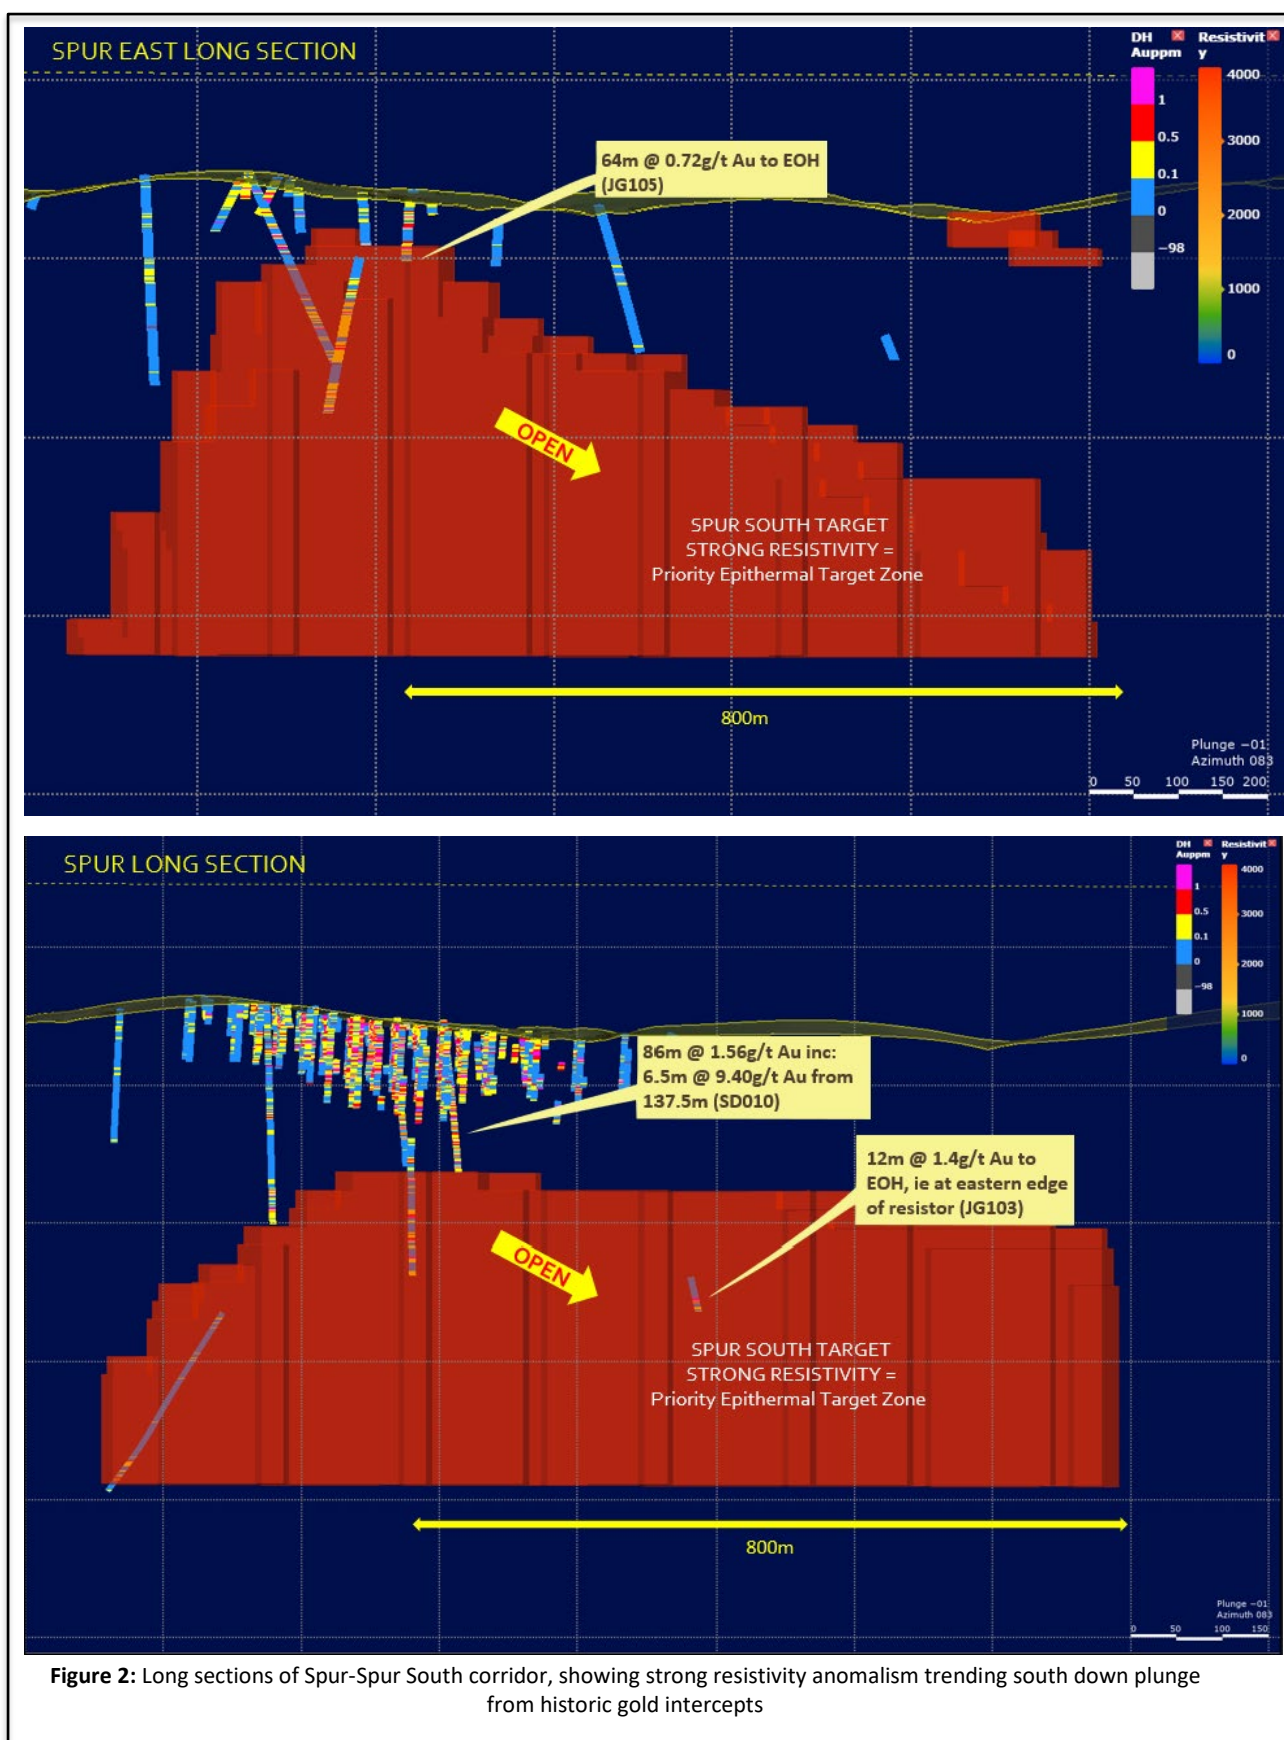 SPUR EAST LONG SECTION
DH
Auppm
1
0.5
0.1
0
−98
Resistivit
y
4000
3000
2000
1000
0
64m @ 0.72g/t Au to EOH
(JG105)
OPEN
SPUR SOUTH TARGET
STRONG RESISTIVITY =
Priority Epithermal Target Zone
800m
Plunge −01
Azimuth 083
0 50 100 150 200
SPUR LONG SECTION
DH
Auppm
1
0.5
0.1
0
−98
Resistivit
y
4000
3000
2000
1000
0
86m @ 1.56g/t Au inc:
6.5m @ 9.40g/t Au from
137.5m (SD010)
12m @ 1.4g/t Au to
EOH, ie at eastern edge
of resistor (JG103)
OPEN
SPUR SOUTH TARGET
STRONG RESISTIVITY =
Priority Epithermal Target Zone
800m
Plunge −01
Azimuth 083
0 50 100 150
Figure 2: Long sections of Spur-Spur South corridor, showing strong resistivity anomalism trending south down plunge
from historic gold intercepts